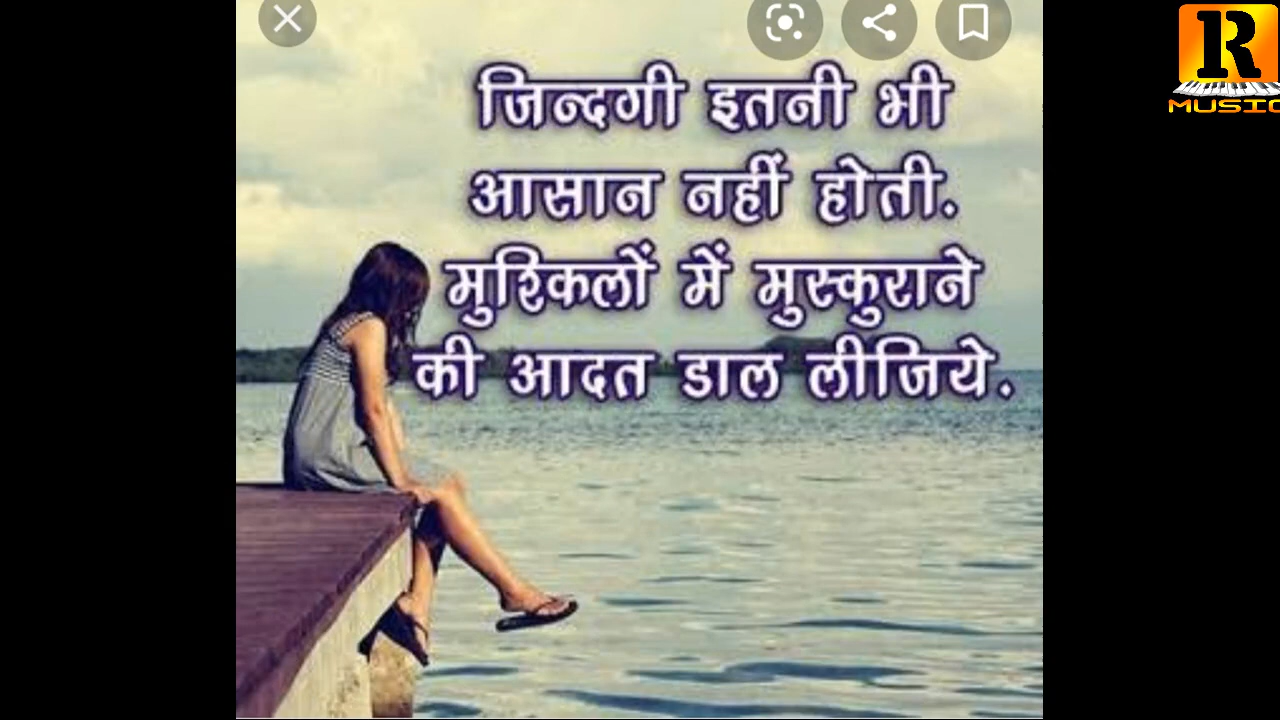 जिन्दगी इतनी भी
आसान नहीं होती.
मुश्किलों में मुस्कुराने
की आदत डाल लीजिये.
R
MUSIC